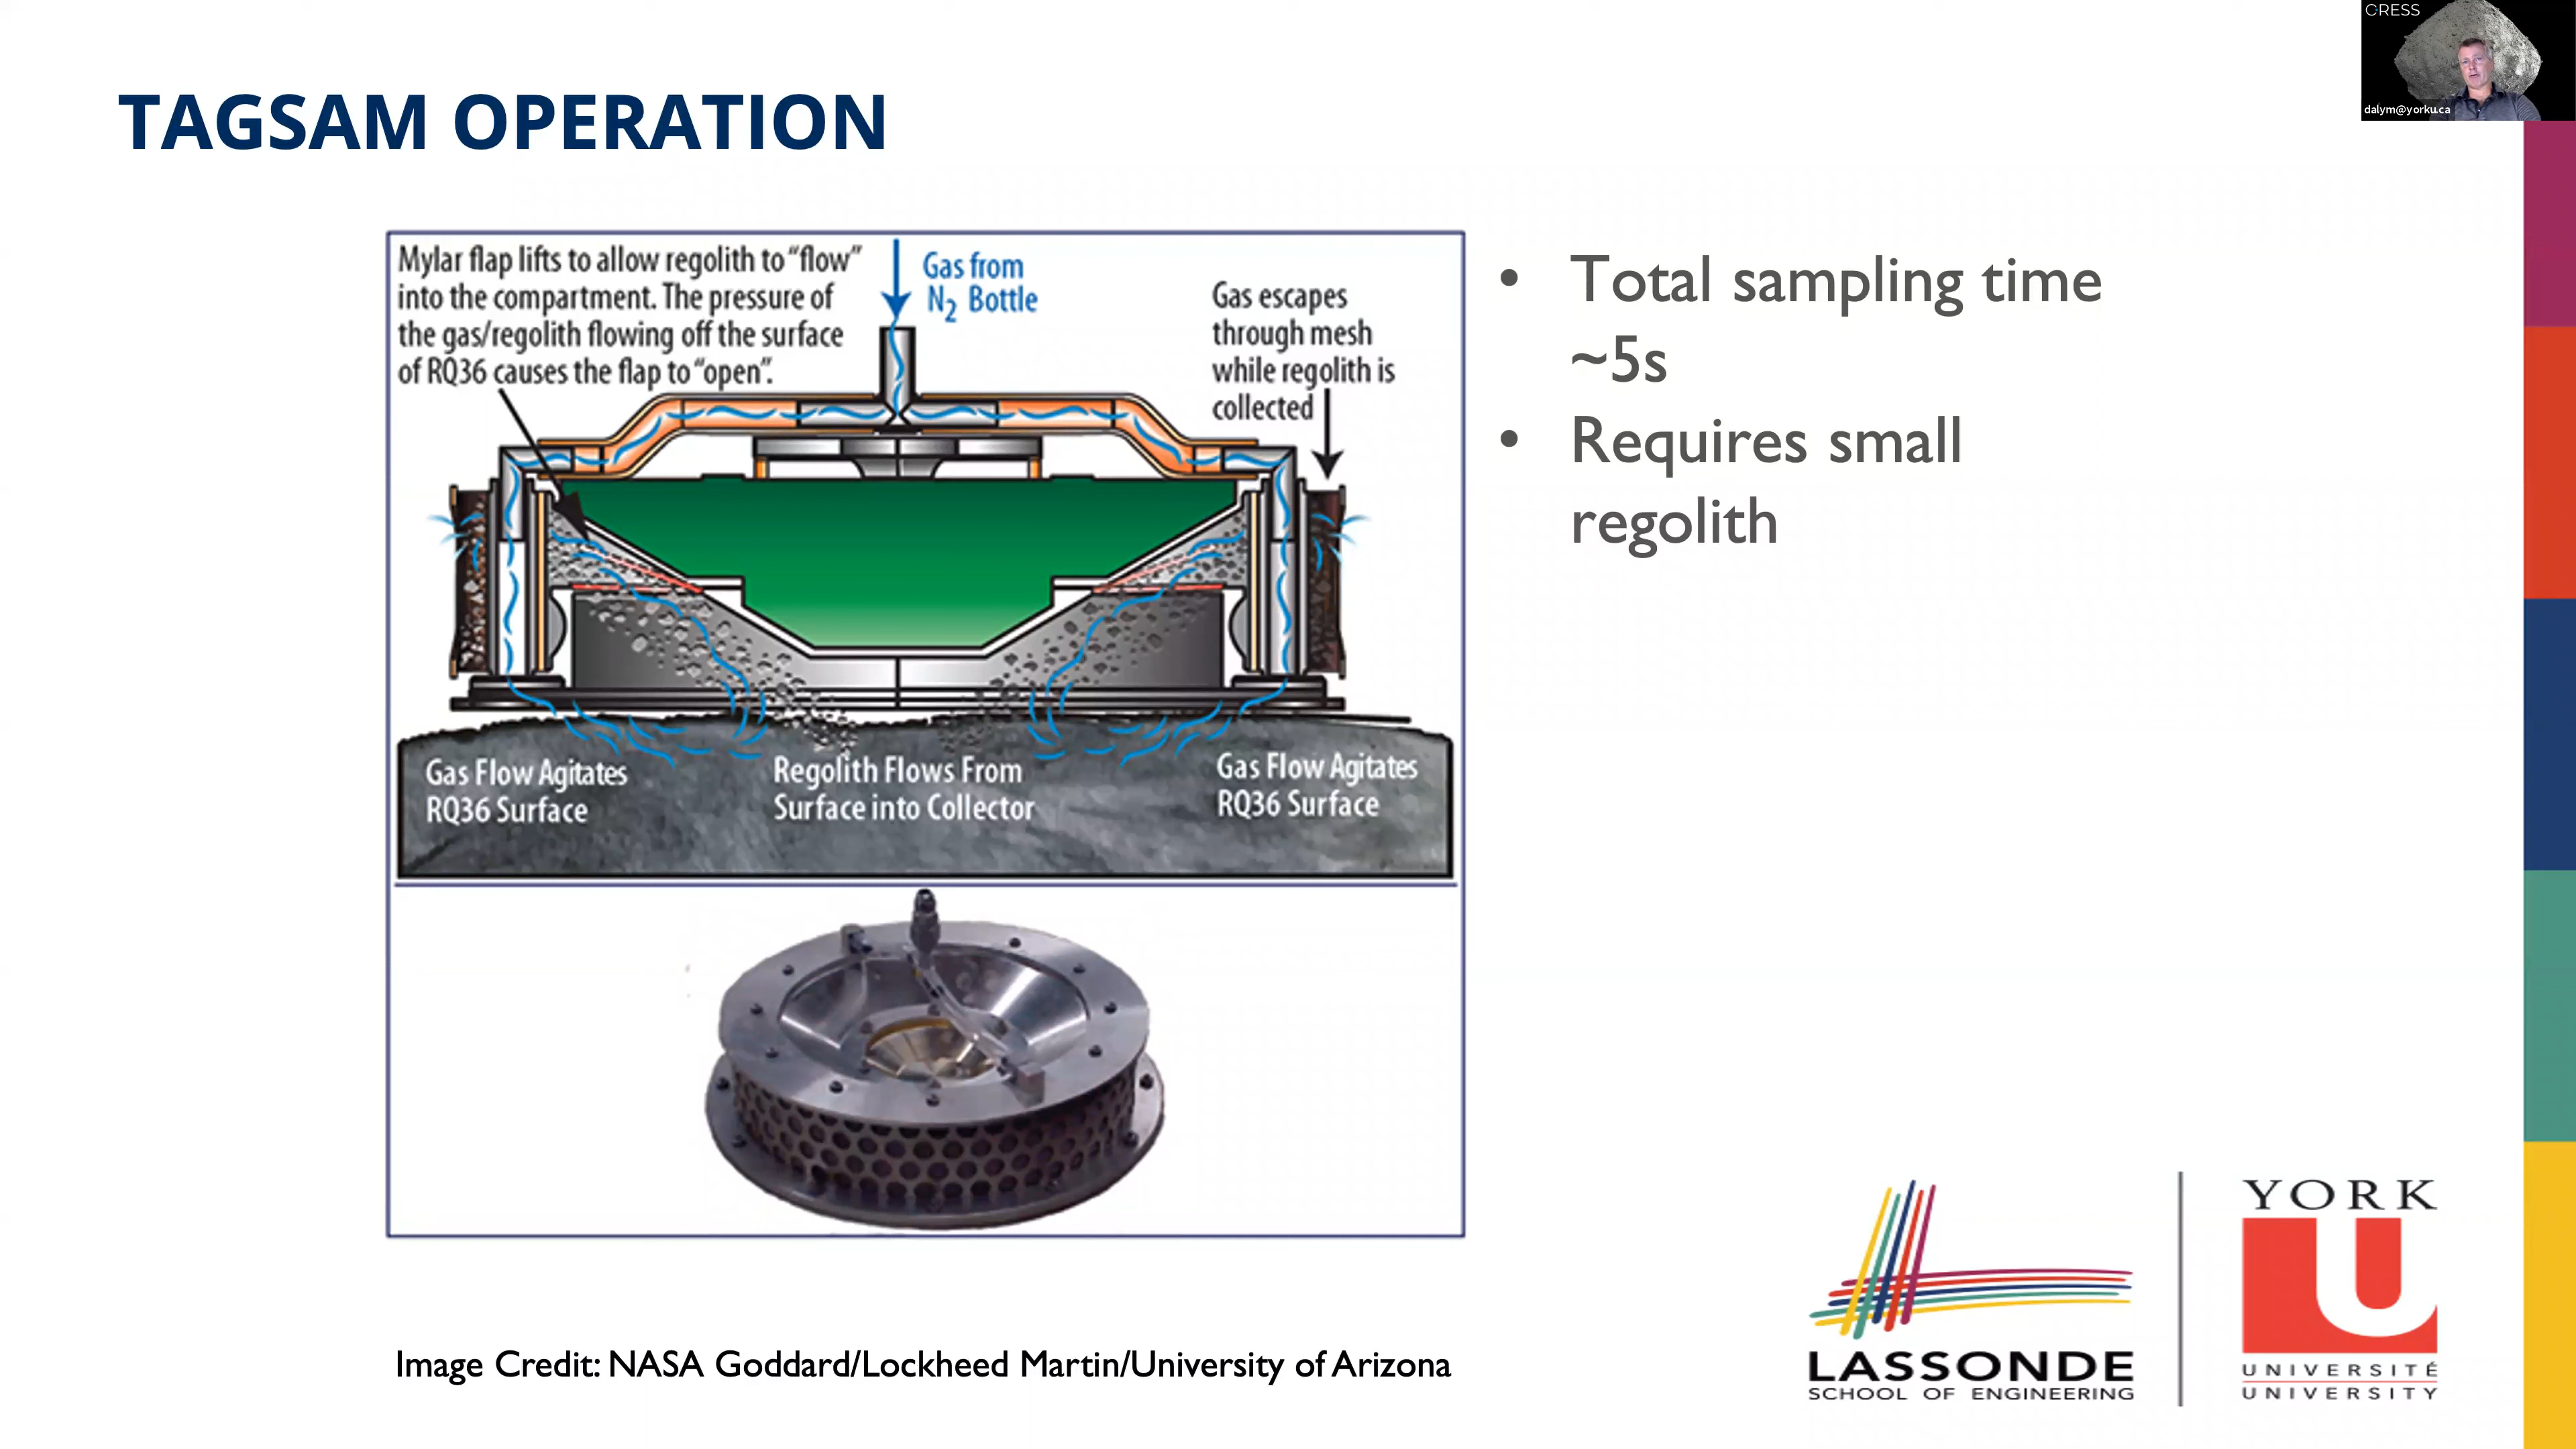 CRESS
dalym@yorku.ca
TAGSAM OPERATION
Mylar flap lifts to allow regolith to “flow”
into the compartment. The pressure of
the gas/regolith flowing off the surface
of RQ36 causes the flap to “open”.
Gas from
N2 Bottle
Gas escapes
through mesh
while regolith is
collected
Gas Flow Agitates
RQ36 Surface
Regolith Flows From
Surface into Collector
Gas Flow Agitates
RQ36 Surface
• Total sampling time
~5s
• Requires small
regolith
Image Credit: NASA Goddard/Lockheed Martin/University of Arizona
LASSONDE
SCHOOL OF ENGINEERING
YORK
U
UNIVERSITÉ
UNIVERSITY